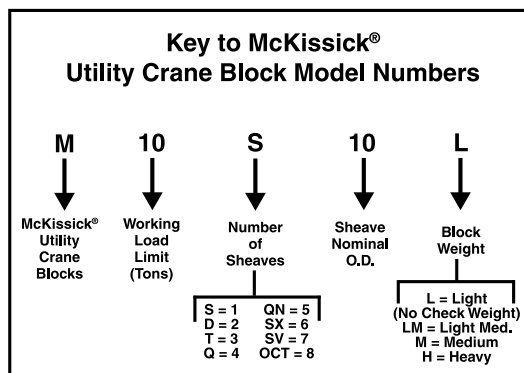 Key to McKissick®
Utility Crane Block Model Numbers
M 10 S 10 L
McKissick®
Utility
Crane
Blocks
Working
Load
Limit
(Tons)
Number
of
Sheaves
S = 1 QN = 5
D = 2 SX = 6
T = 3 SV = 7
Q = 4 OCT = 8
Sheave
Nominal
O.D.
Block
Weight
L = Light
(No Check Weight)
LM = Light Med.
M = Medium
H = Heavy